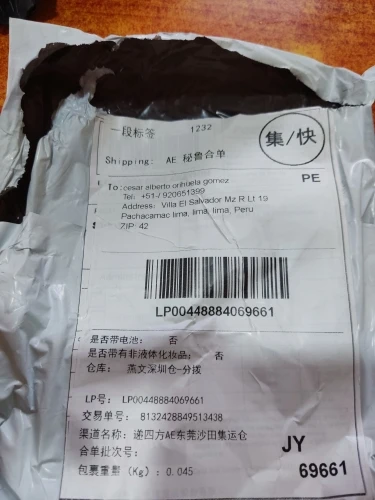 一段标签 1232
集/快
Shipping: AE 秘鲁合单
To: cesar alberto orihuela gomez
PE
Tel: +51-/ 920651399
Address: Villa El Salvador Mz R Lt 19
Pachacamac lima, lima, lima, Peru
ZIP: 42
LP00448884069661
是否带电池: 否
是否带有非液体化妆品: 否
仓库: 燕文深圳仓-分拨
LP号: LP00448884069661
交易单号: 8132428849513438
渠道名称: 递四方AE东莞沙田集运仓
合单批次号:
包裹重量 (Kg): 0.045
JY
69661